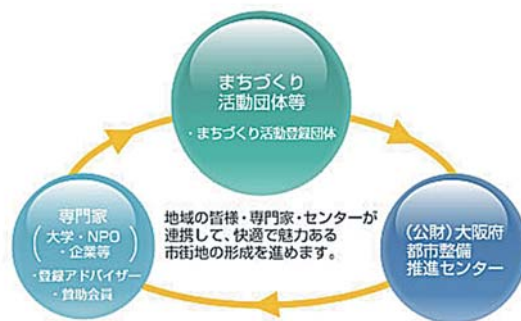 まちづくり
活動団体等
・まちづくり活動登録団体
専門家
(大学・NPO
・企業等)
・登録アドバイザー
・賛助会員
地域の皆様・専門家・センターが
連携して、快適で魅力ある
市街地の形成を進めます。
(公財)大阪府
都市整備
推進センター